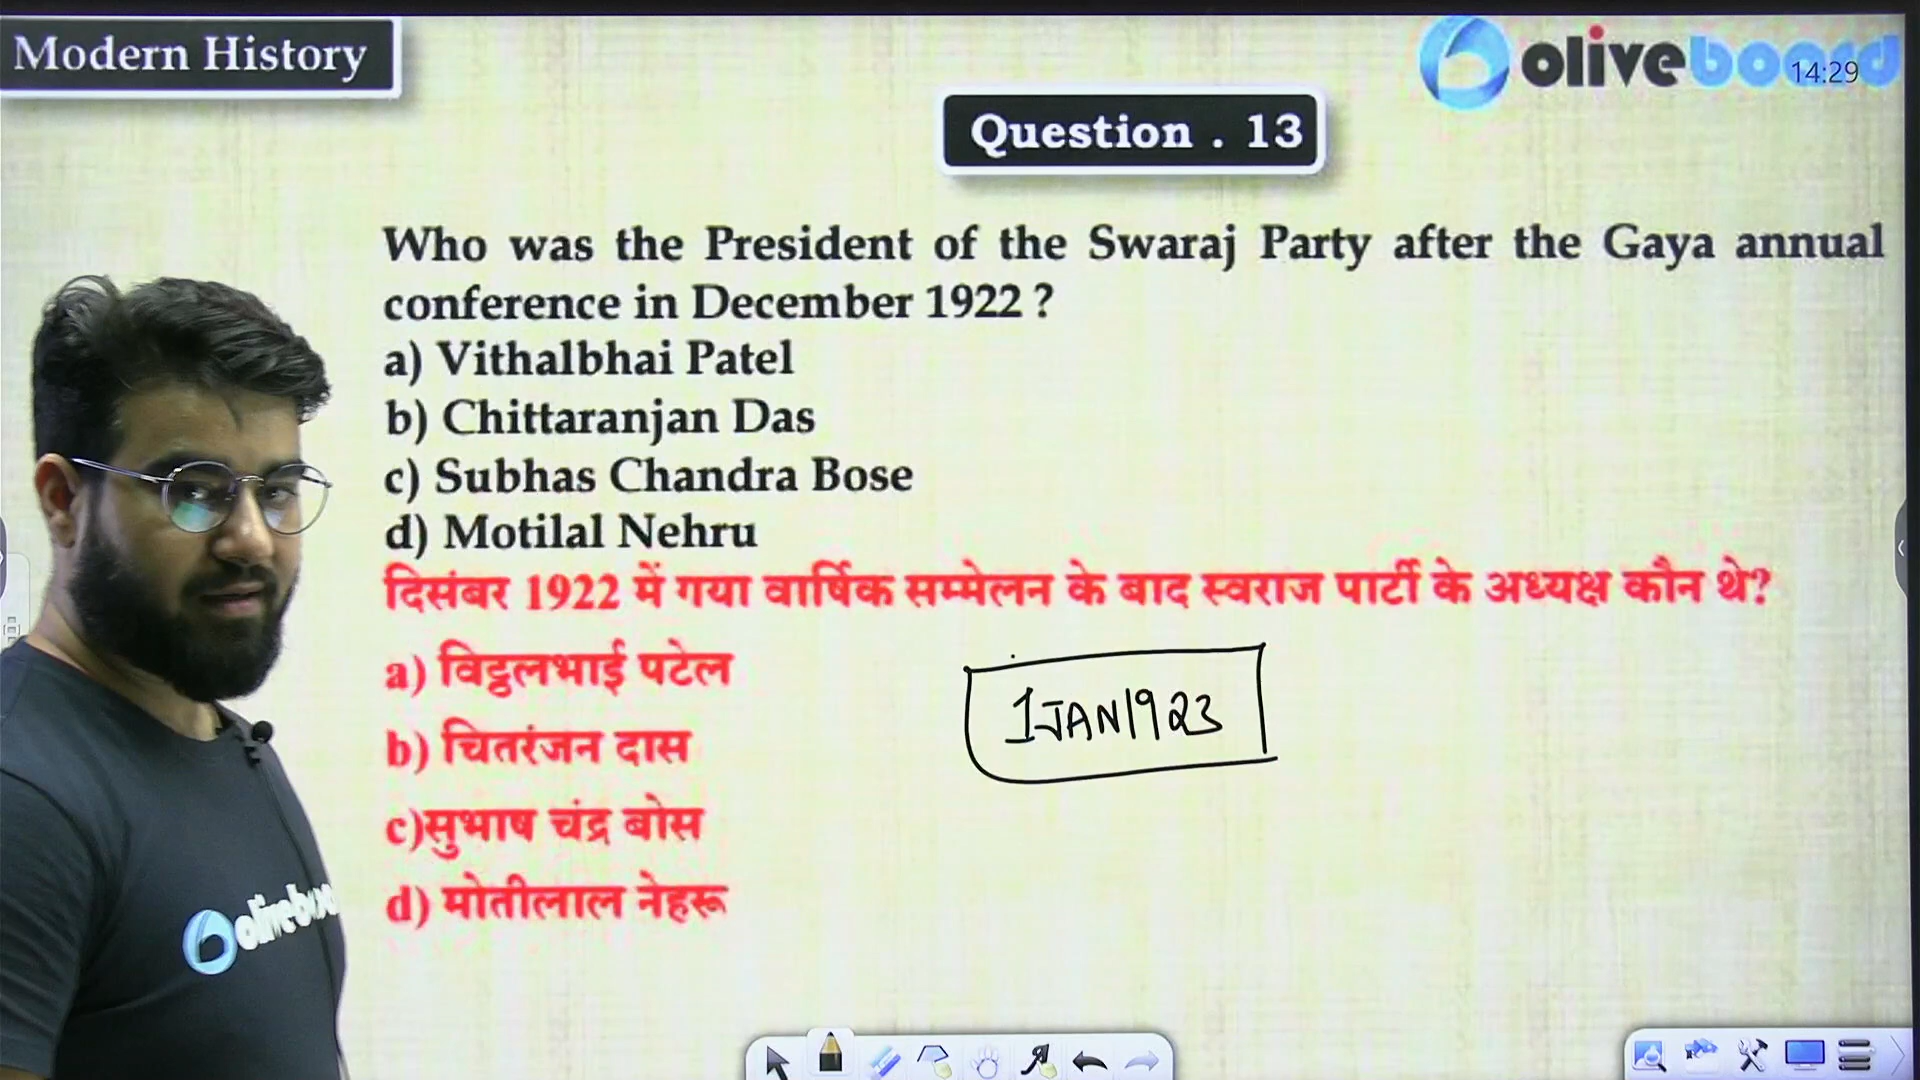 Modern History
oliveboard
14:29
Question . 13
Who was the President of the Swaraj Party after the Gaya annual
conference in December 1922 ?
a) Vithalbhai Patel
b) Chittaranjan Das
c) Subhas Chandra Bose
d) Motilal Nehru
दिसंबर 1922 में गया वार्षिक सम्मेलन के बाद स्वराज पार्टी के अध्यक्ष कौन थे?
a) विट्ठलभाई पटेल
b) चितरंजन दास
c)सुभाष चंद्र बोस
d) मोतीलाल नेहरू
1JAN1923
oliveboa